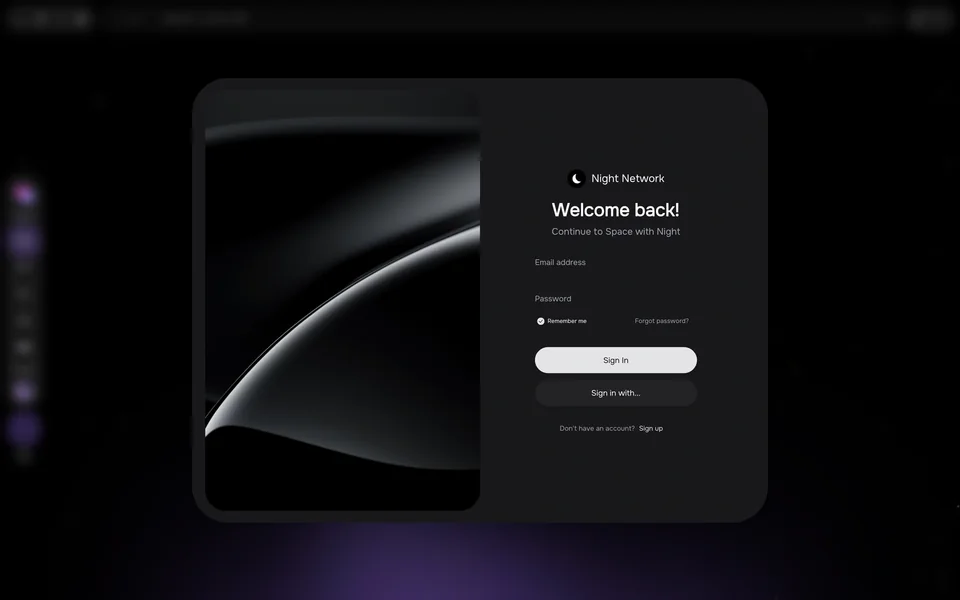 Night Network
Welcome back!
Continue to Space with Night
Email address
Password
Remember me Forgot password?
Sign In
Sign in with...
Don't have an account? Sign up